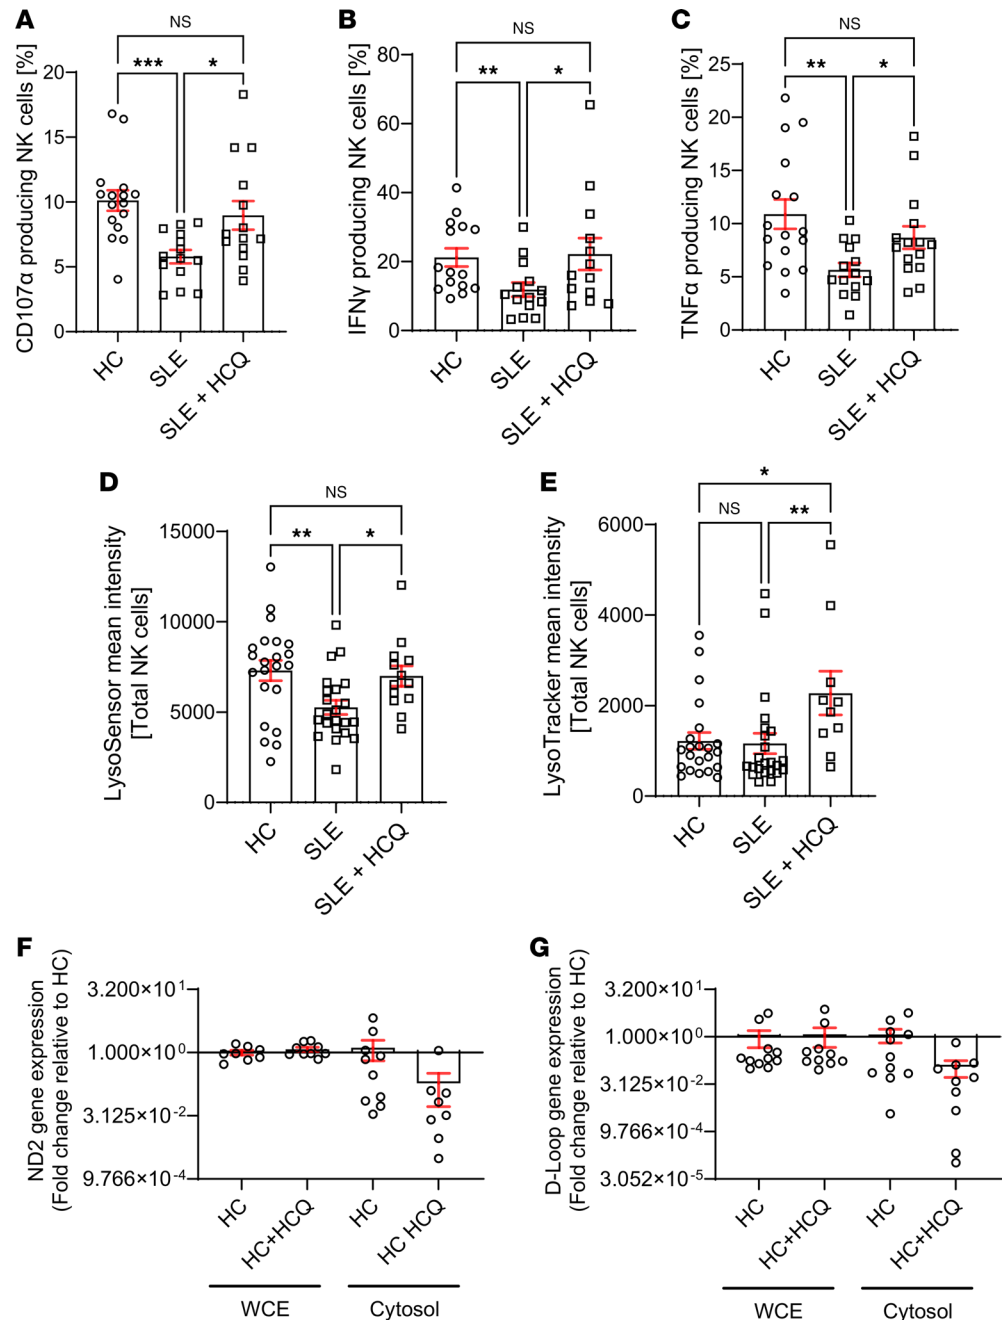 A
CD107α producing NK cells [%]
NS
***
*
20
15
10
5
0
HC
SLE
SLE + HCQ
B
IFNγ producing NK cells [%]
NS
**
*
80
60
40
20
0
HC
SLE
SLE + HCQ
C
TNFα producing NK cells [%]
NS
**
*
25
20
15
10
5
0
HC
SLE
SLE + HCQ
D
LysoSensor mean intensity
[Total NK cells]
NS
**
*
15000
10000
5000
0
HC
SLE
SLE + HCQ
E
LysoTracker mean intensity
[Total NK cells]
*
NS
**
6000
4000
2000
0
HC
SLE
SLE + HCQ
F
ND2 gene expression
(Fold change relative to HC)
3.200×10¹
1.000×10⁰
3.125×10⁻²
9.766×10⁻⁴
HC
HC+HCQ
HC
HC HCQ
WCE
Cytosol
G
D-Loop gene expression
(Fold change relative to HC)
3.200×10¹
1.000×10⁰
3.125×10⁻²
9.766×10⁻⁴
3.052×10⁻⁵
HC
HC+HCQ
HC
HC+HCQ
WCE
Cytosol